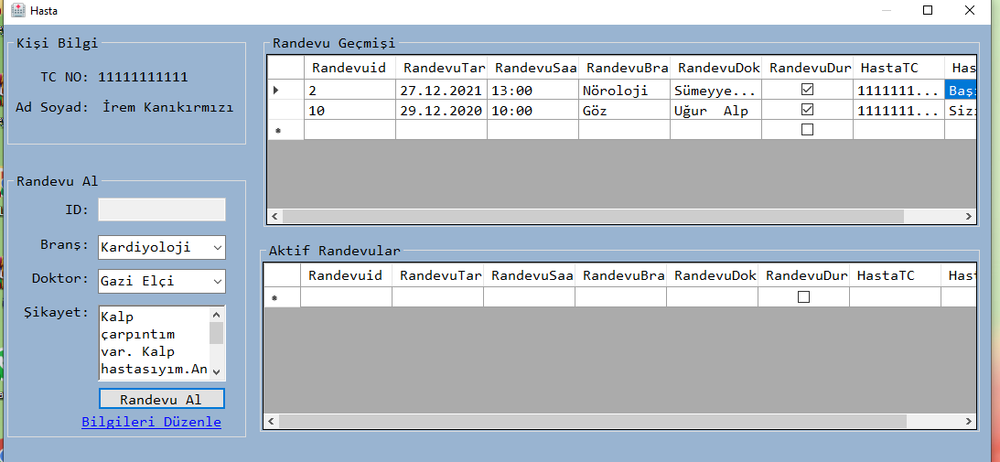 Hasta
Kişi Bilgi
TC NO: 11111111111
Ad Soyad: İrem Kanıkırmızı
Randevu Al
ID:
Branş: Kardiyoloji
Doktor: Gazi Elçi
Şikayet: Kalp
çarpıntım
var. Kalp
hastasıyım.An
Randevu Al
Bilgileri Düzenle
Randevu Geçmişi
Randevuid RandevuTar RandevuSaa RandevuBra RandevuDok RandevuDur HastaTC Has
2 27.12.2021 13:00 Nöroloji Sümeyye... 1111111... Başı
10 29.12.2020 10:00 Göz Uğur Alp 1111111... Sizı
Aktif Randevular
Randevuid RandevuTar RandevuSaa RandevuBra RandevuDok RandevuDur HastaTC Hast